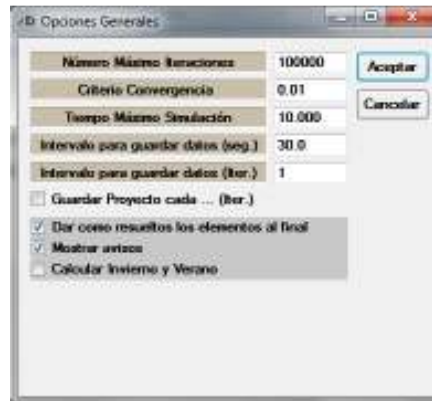 Opciones Generales
Número Máximo Iteraciones 100000
Aceptar
Criterio Convergencia 0.01
Cancelar
Tiempo Máximo Simulación 10.000
Intervalo para guardar datos (seg.) 30.0
Intervalo para guardar datos (Iter.) 1
Guardar Proyecto cada ... (Iter.)
Dar como resueltos los elementos al final
Mostrar avisos
Calcular Invierno y Verano